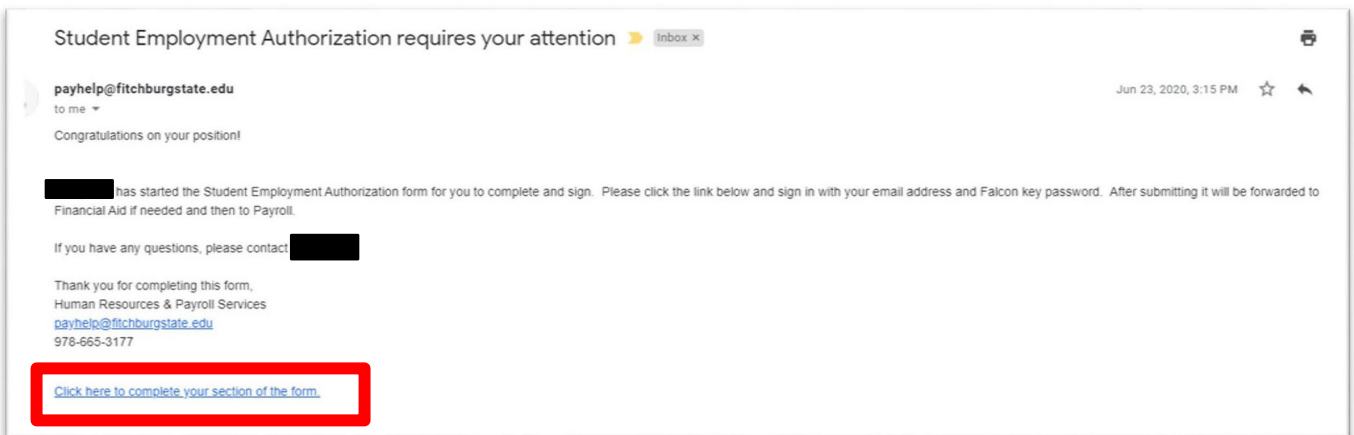 Student Employment Authorization requires your attention Inbox ×
payhelp@fitchburgstate.edu Jun 23, 2020, 3:15 PM
to me
Congratulations on your position!
has started the Student Employment Authorization form for you to complete and sign. Please click the link below and sign in with your email address and Falcon key password. After submitting it will be forwarded to
Financial Aid if needed and then to Payroll.
If you have any questions, please contact
Thank you for completing this form,
Human Resources & Payroll Services
payhelp@fitchburgstate.edu
978-665-3177
Click here to complete your section of the form.